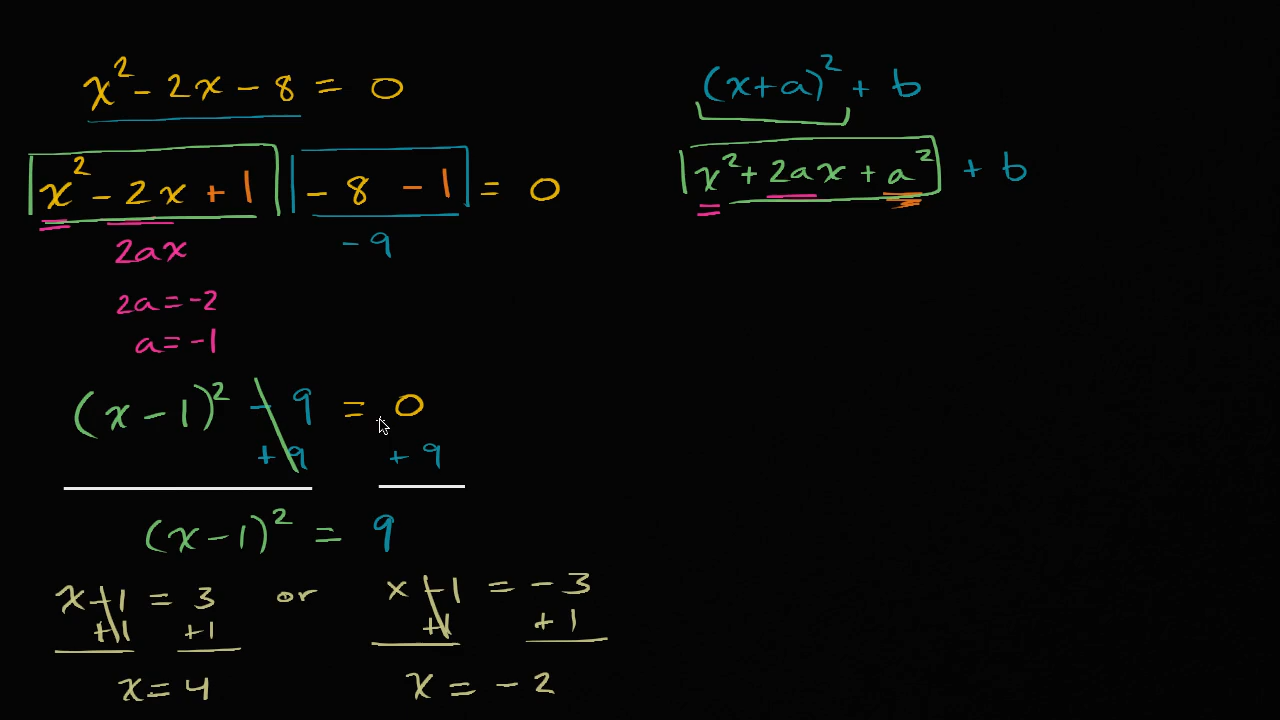 x² - 2x - 8 = 0
x² - 2x + 1 - 8 - 1 = 0
2ax
-9
2a = -2
a = -1
(x - 1)² - 9 = 0
+ 9 + 9
(x - 1)² = 9
x - 1 = 3 or x - 1 = - 3
+1 +1 +1 + 1
x = 4 x = - 2
(x + a)² + b
x² + 2ax + a² + b